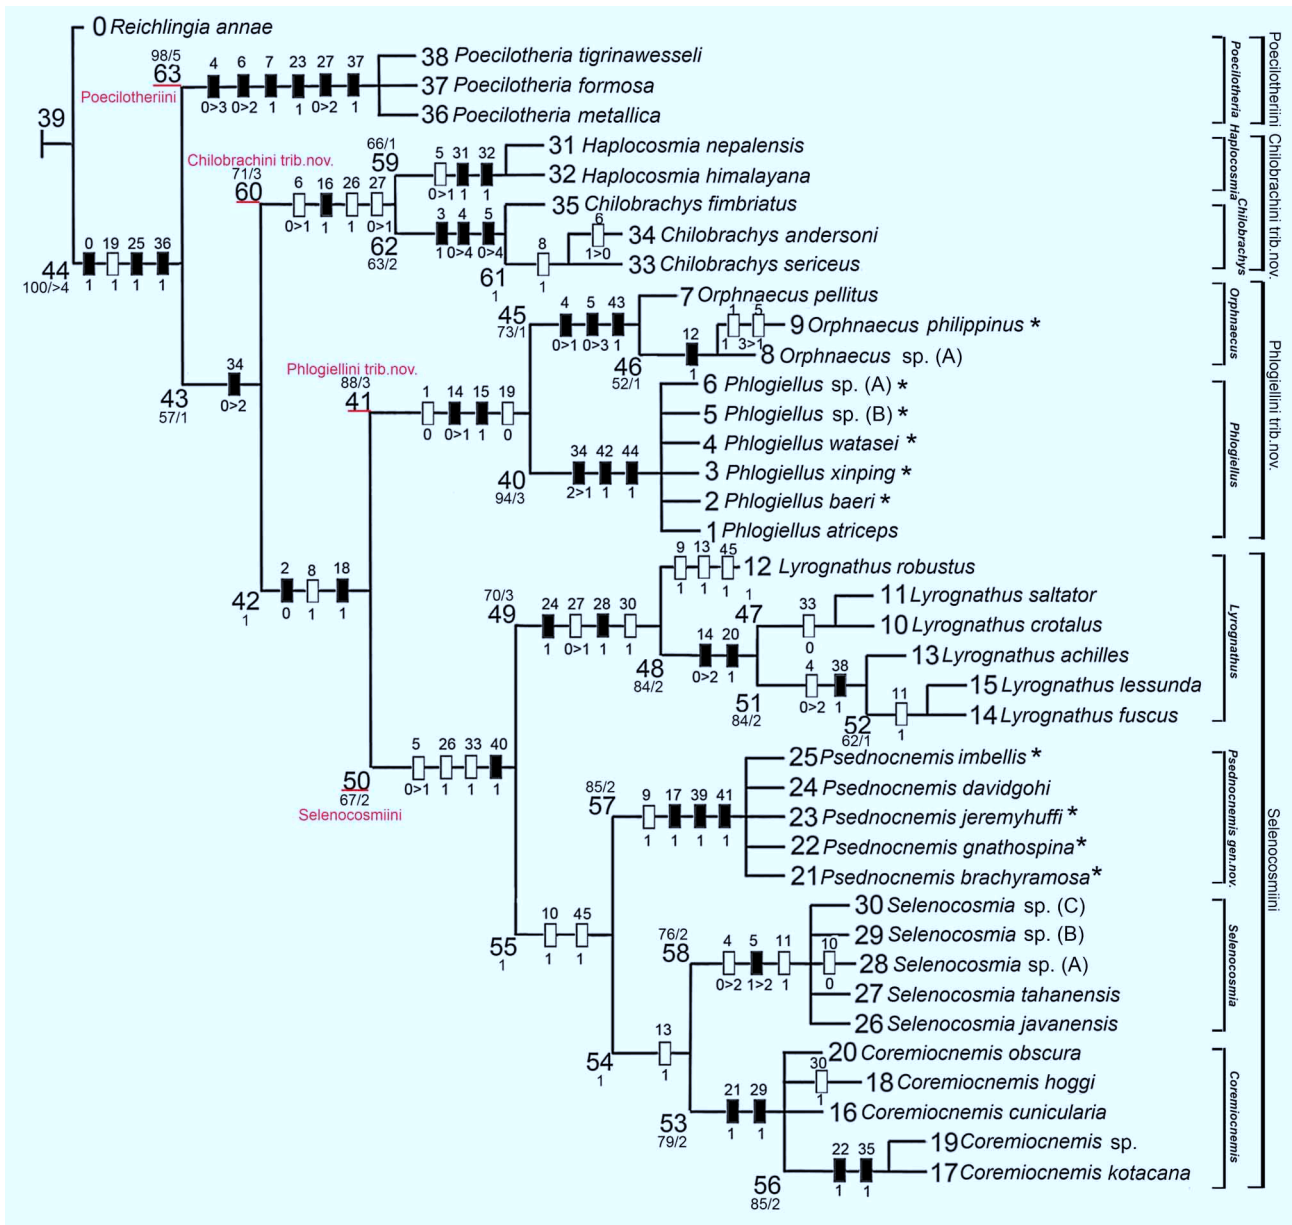 0 Reichlingia annae
98/5
63
4 6 7 23 27 37
0>3 0>2 1 1 0>2 1
Poecilotheriini
38 Poecilotheria tigrinawesseli
37 Poecilotheria formosa
36 Poecilotheria metallica
Poecilotheria
Poecilotheriini
39
Chilobrachini trib.nov.
71/3
60
6 16 26 27
0>1 1 1 0>1
66/1
59
5 31 32
0>1 1 1
31 Haplocosmia nepalensis
32 Haplocosmia himalayana
Haplocosmia
Chilobrachini trib.nov.
3 4 5
1 0>4 0>4
62
63/2
35 Chilobrachys fimbriatus
6
1>0
34 Chilobrachys andersoni
8
1
61
1
33 Chilobrachys sericeus
Chilobrachys
0 19 25 36
1 1 1 1
44
100/>4
45
73/1
4 5 43
0>1 0>3 1
7 Orphnaecus pellitus
1 5
1 3>1
9 Orphnaecus philippinus *
12
1
46
52/1
8 Orphnaecus sp. (A)
Orphnaecus
Phlogiellini trib.nov.
34
0>2
43
57/1
Phlogiellini trib.nov.
88/3
41
1 14 15 19
0 0>1 1 0
6 Phlogiellus sp. (A) *
5 Phlogiellus sp. (B) *
4 Phlogiellus watasei *
34 42 44
2>1 1 1
40
94/3
3 Phlogiellus xinping *
2 Phlogiellus baeri *
1 Phlogiellus atriceps
Phlogiellus
2 8 18
0 1 1
42
1
70/3
49
24 27 28 30
1 0>1 1 1
9 13 45
1 1 1
12 Lyrognathus robustus
47
33
0
11 Lyrognathus saltator
10 Lyrognathus crotalus
14 20
0>2 1
48
84/2
13 Lyrognathus achilles
4 38
0>2 1
51
84/2
15 Lyrognathus lessunda
11
1
52
62/1
14 Lyrognathus fuscus
Lyrognathus
Selenocosmiini
5 26 33 40
0>1 1 1 1
50
67/2
Selenocosmiini
85/2
57
9 17 39 41
1 1 1 1
25 Psednocnemis imbellis *
24 Psednocnemis davidgohi
23 Psednocnemis jeremyhuffi *
22 Psednocnemis gnathospina *
21 Psednocnemis brachyramosa *
Psednocnemis gen.nov.
10 45
1 1
55
1
76/2
58
4 5 11
0>2 1>2 1
30 Selenocosmia sp. (C)
29 Selenocosmia sp. (B)
10
0
28 Selenocosmia sp. (A)
27 Selenocosmia tahanensis
26 Selenocosmia javanensis
Selenocosmia
13
1
54
1
20 Coremiocnemis obscura
30
1
18 Coremiocnemis hoggi
21 29
1 1
53
79/2
16 Coremiocnemis cunicularia
19 Coremiocnemis sp.
22 35
1 1
56
85/2
17 Coremiocnemis kotacana
Coremiocnemis